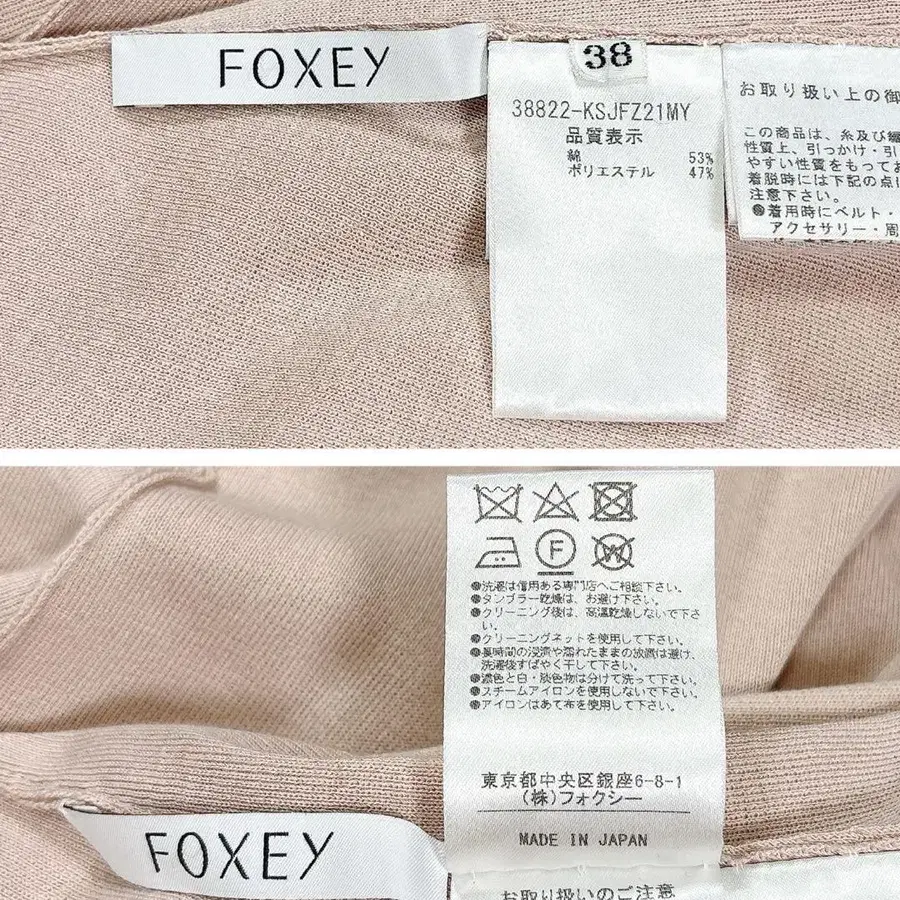 FOXEY
38
38822-KSJFZ21MY
品質表示
綿 53%
ポリエステル 47%
お取り扱い上の御
この商品は、糸及び編
性質上、引っかけ・引
やすい性質をもってお
着脱時には下記の点に
注意下さい。
●着用時にベルト・
アクセサリー・周
F
W
●洗濯は信用ある専門店へご相談下さい。
●タンブラー乾燥は、お避け下さい。
●クリーニング後は、高温乾燥しないで下さ
い。
●クリーニングネットを使用して下さい。
●長時間の浸漬や濡れたままの放置は避け、
洗濯後すばやく干して下さい。
●濃色と白・淡色物は分けて洗って下さい。
●スチームアイロンを使用しないで下さい。
●アイロンはあて布を使用して下さい。
東京都中央区銀座6-8-1
(株)フォクシー
MADE IN JAPAN
FOXEY
お取り扱いのご注意